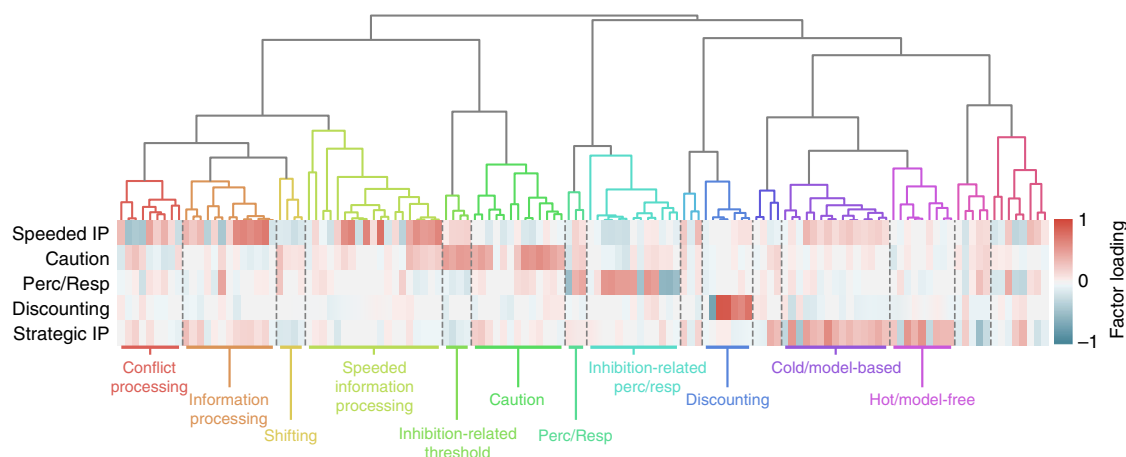 Speeded IP
Caution
Perc/Resp
Discounting
Strategic IP
1
0
−1
Factor loading
Conflict
processing
Information
processing
Shifting
Speeded
information
processing
Inhibition-related
threshold
Caution
Perc/Resp
Inhibition-related
perc/resp
Discounting
Cold/model-based
Hot/model-free